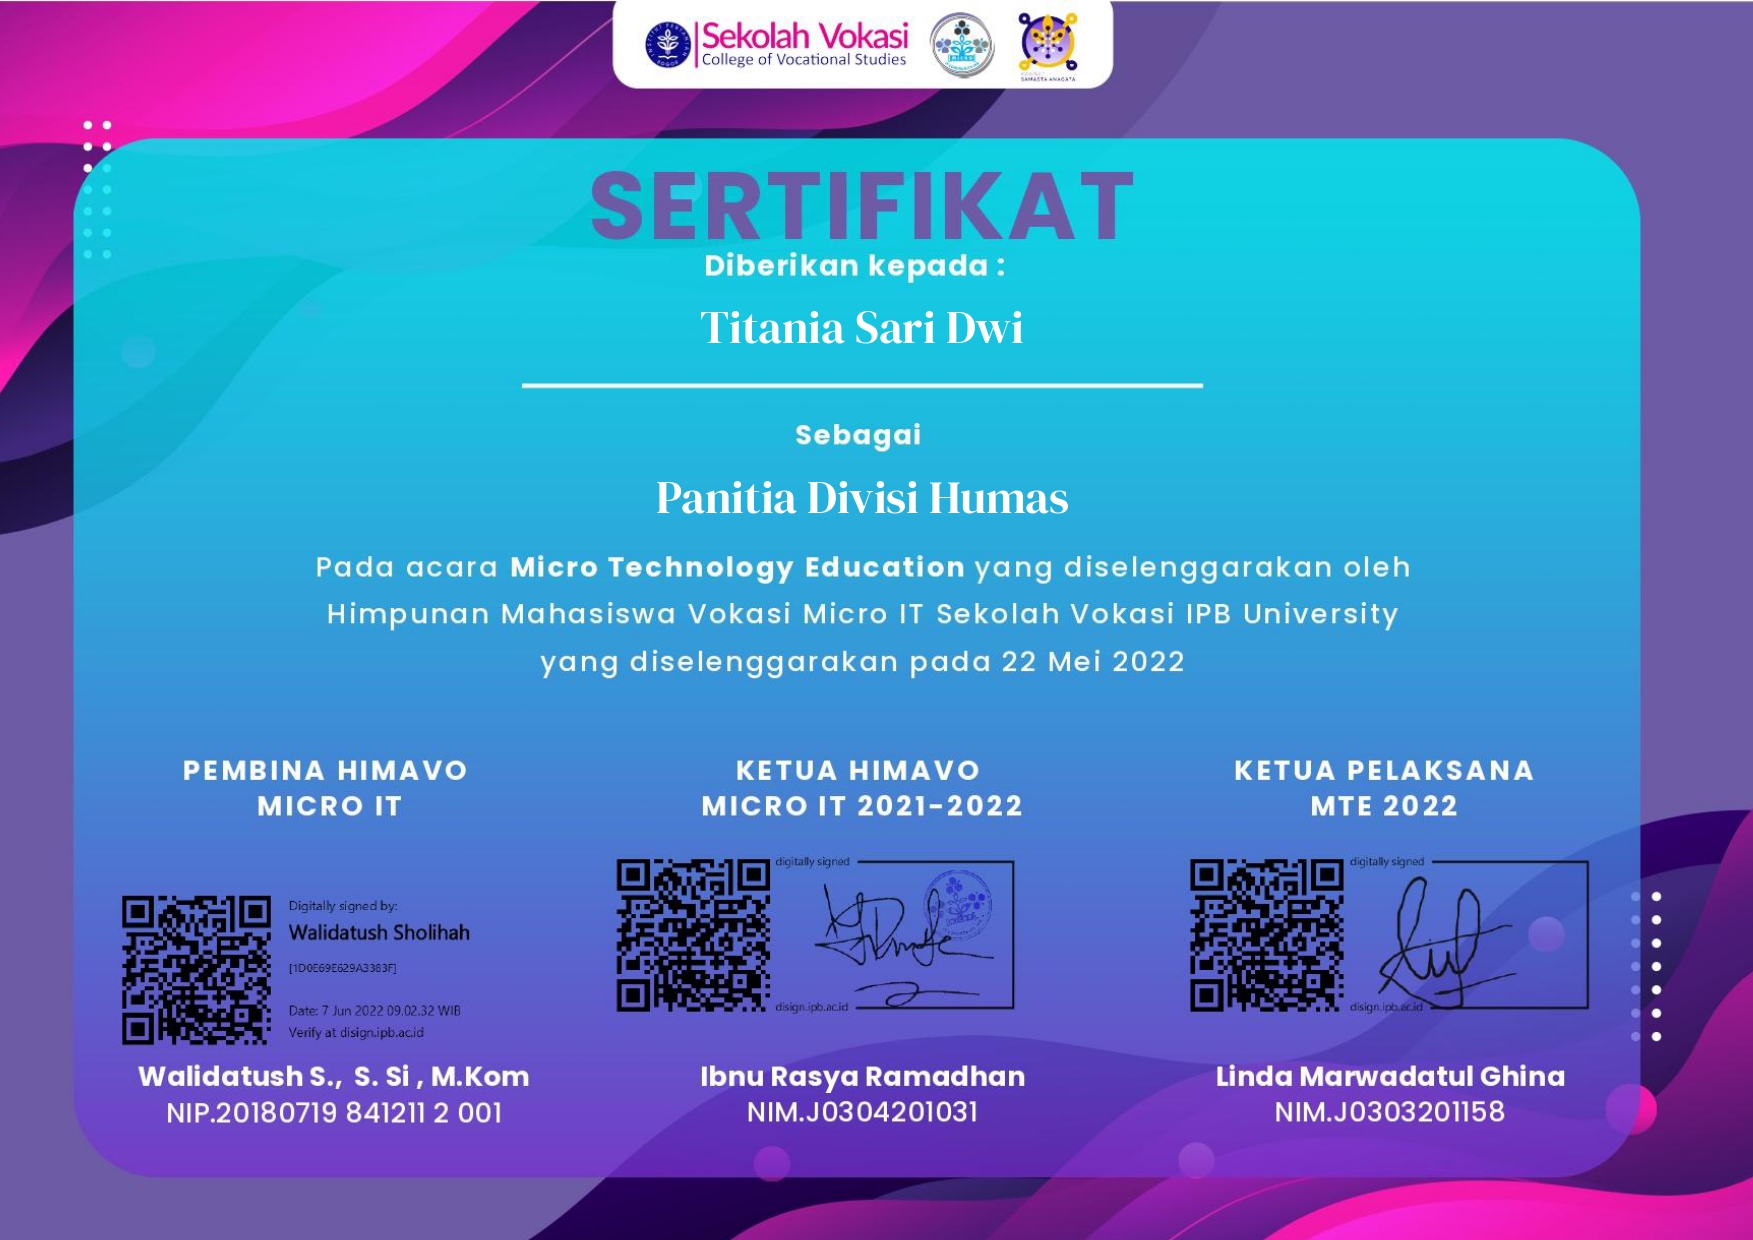 Sekolah Vokasi
College of Vocational Studies
SAMASTA ANAGATA
SERTIFIKAT
Diberikan kepada :
Titania Sari Dwi
Sebagai
Panitia Divisi Humas
Pada acara Micro Technology Education yang diselenggarakan oleh
Himpunan Mahasiswa Vokasi Micro IT Sekolah Vokasi IPB University
yang diselenggarakan pada 22 Mei 2022
PEMBINA HIMAVO
MICRO IT
Digitally signed by:
Walidatush Sholihah
[1D0E69E629A3383F]
Date: 7 Jun 2022 09.02.32 WIB
Verify at disign.ipb.ac.id
Walidatush S.,  S. Si , M.Kom
NIP.20180719 841211 2 001
KETUA HIMAVO
MICRO IT 2021-2022
digitally signed
disign.ipb.ac.id
Ibnu Rasya Ramadhan
NIM.J0304201031
KETUA PELAKSANA
MTE 2022
digitally signed
disign.ipb.ac.id
Linda Marwadatul Ghina
NIM.J0303201158